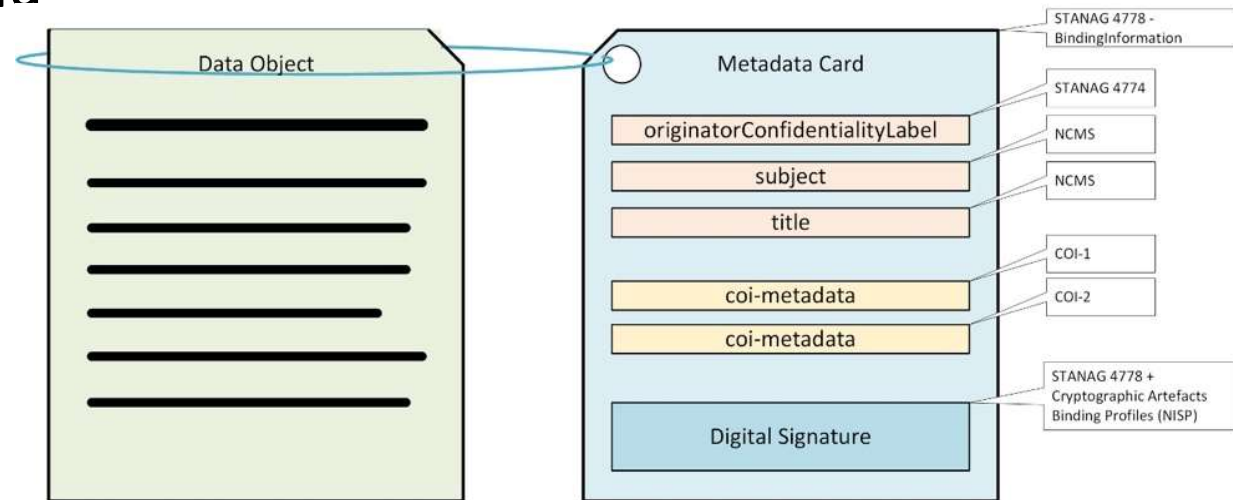 Data Object
Metadata Card
STANAG 4778 -
BindingInformation
originatorConfidentialityLabel
STANAG 4774
subject
NCMS
title
NCMS
coi-metadata
COI-1
coi-metadata
COI-2
Digital Signature
STANAG 4778 +
Cryptographic Artefacts
Binding Profiles (NISP)